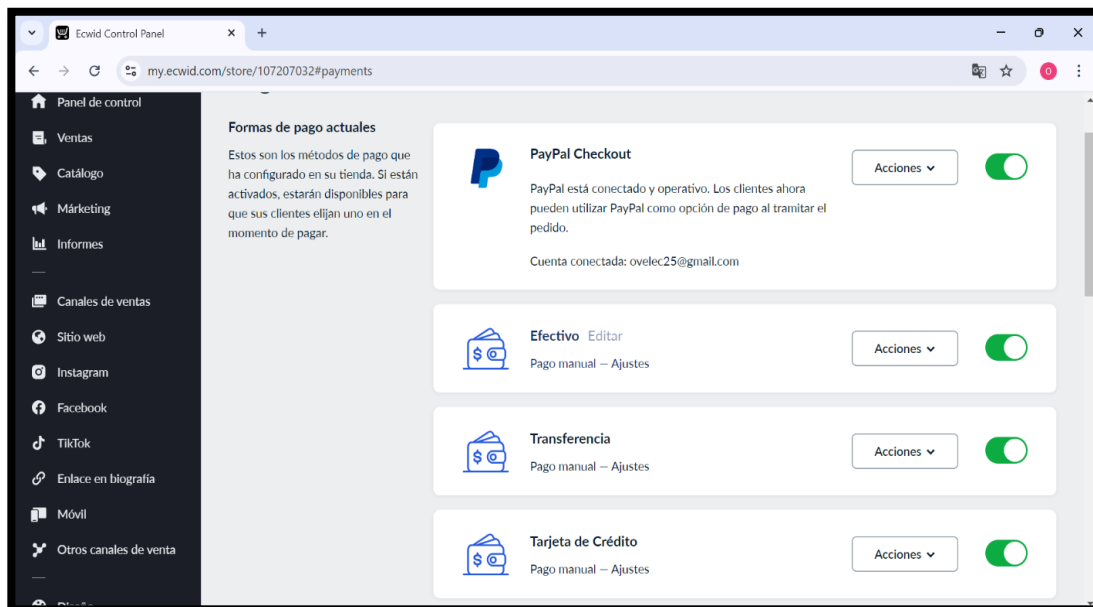 Ecwid Control Panel
my.ecwid.com/store/107207032#payments
O
Panel de control
Ventas
Catálogo
Márketing
Informes
Canales de ventas
Sitio web
Instagram
Facebook
TikTok
Enlace en biografía
Móvil
Otros canales de venta
Formas de pago actuales
Estos son los métodos de pago que
ha configurado en su tienda. Si están
activados, estarán disponibles para
que sus clientes elijan uno en el
momento de pagar.
PayPal Checkout
PayPal está conectado y operativo. Los clientes ahora
pueden utilizar PayPal como opción de pago al tramitar el
pedido.
Cuenta conectada: ovelec25@gmail.com
Acciones
Efectivo Editar
Pago manual — Ajustes
Acciones
Transferencia
Pago manual — Ajustes
Acciones
Tarjeta de Crédito
Pago manual — Ajustes
Acciones